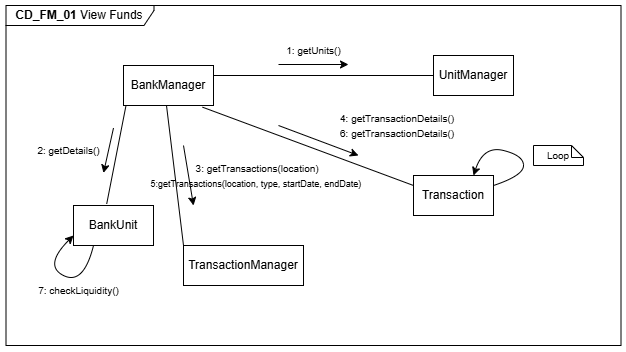 CD_FM_01 View Funds
1: getUnits()
BankManager
UnitManager
4: getTransactionDetails()
6: getTransactionDetails()
2: getDetails()
Loop
3: getTransactions(location)
5:getTransactions(location, type, startDate, endDate)
Transaction
BankUnit
TransactionManager
7: checkLiquidity()